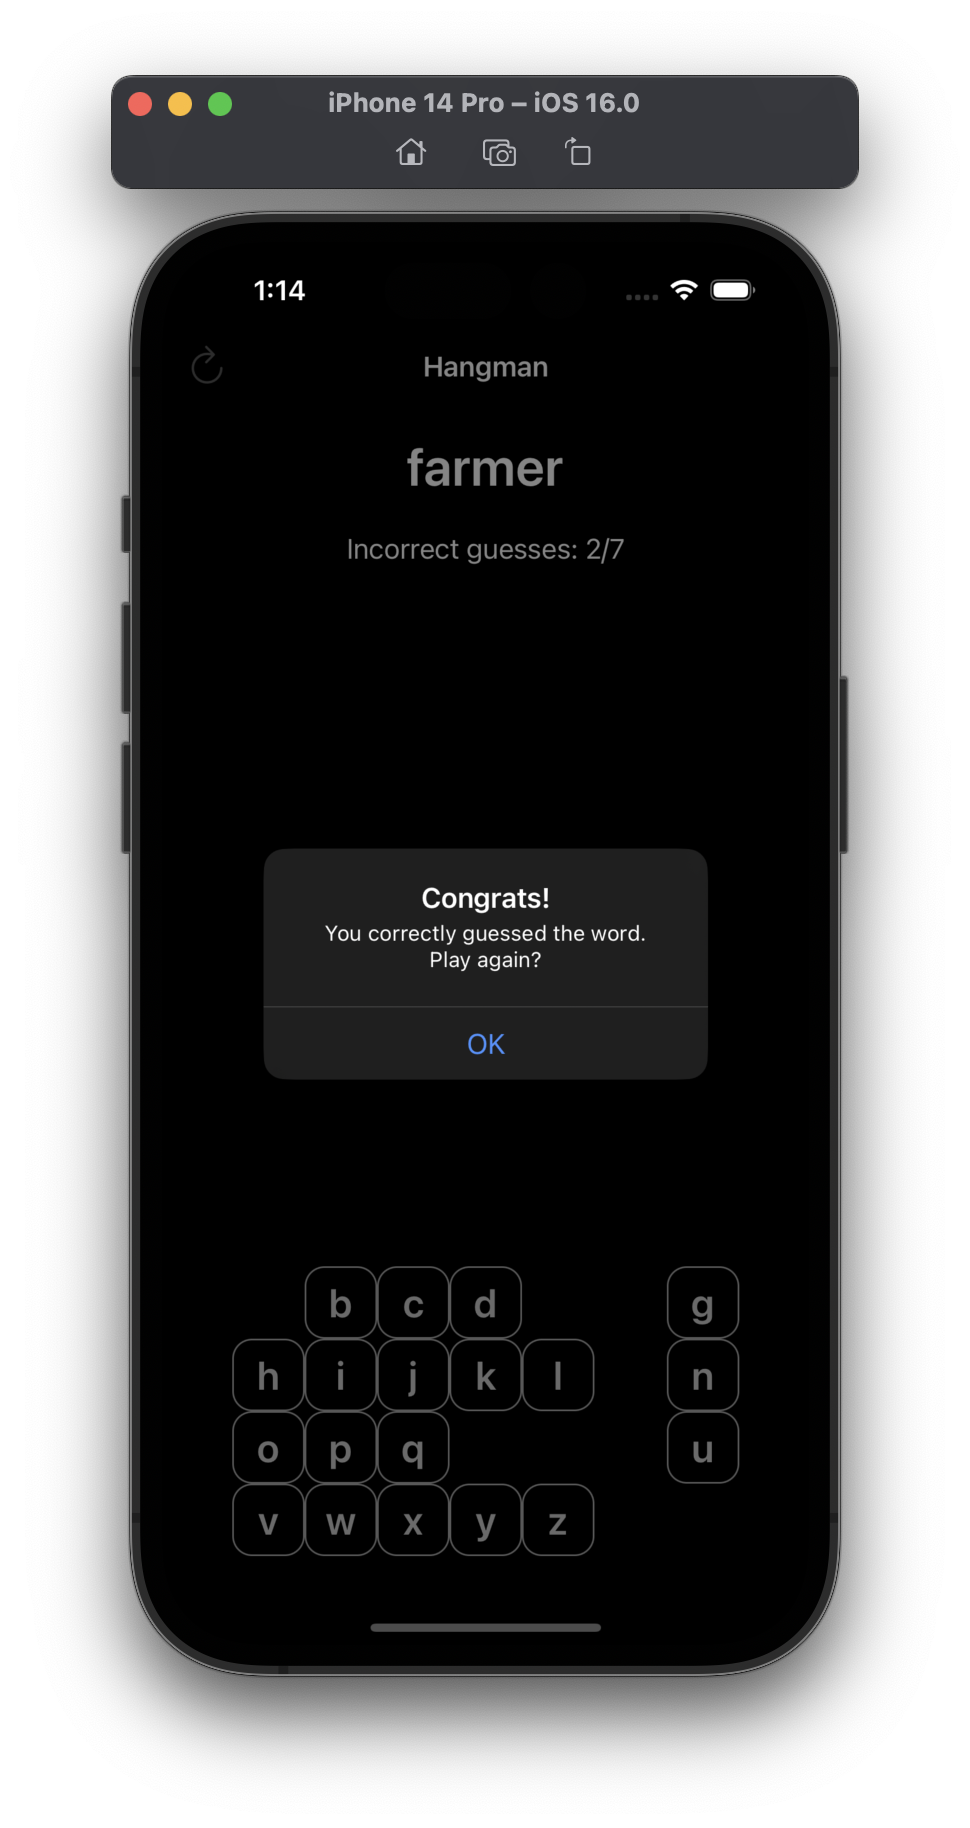 iPhone 14 Pro – iOS 16.0
1:14
Hangman
farmer
Incorrect guesses: 2/7
Congrats!
You correctly guessed the word.
Play again?
OK
b c d g
h i j k l n
o p q u
v w x y z